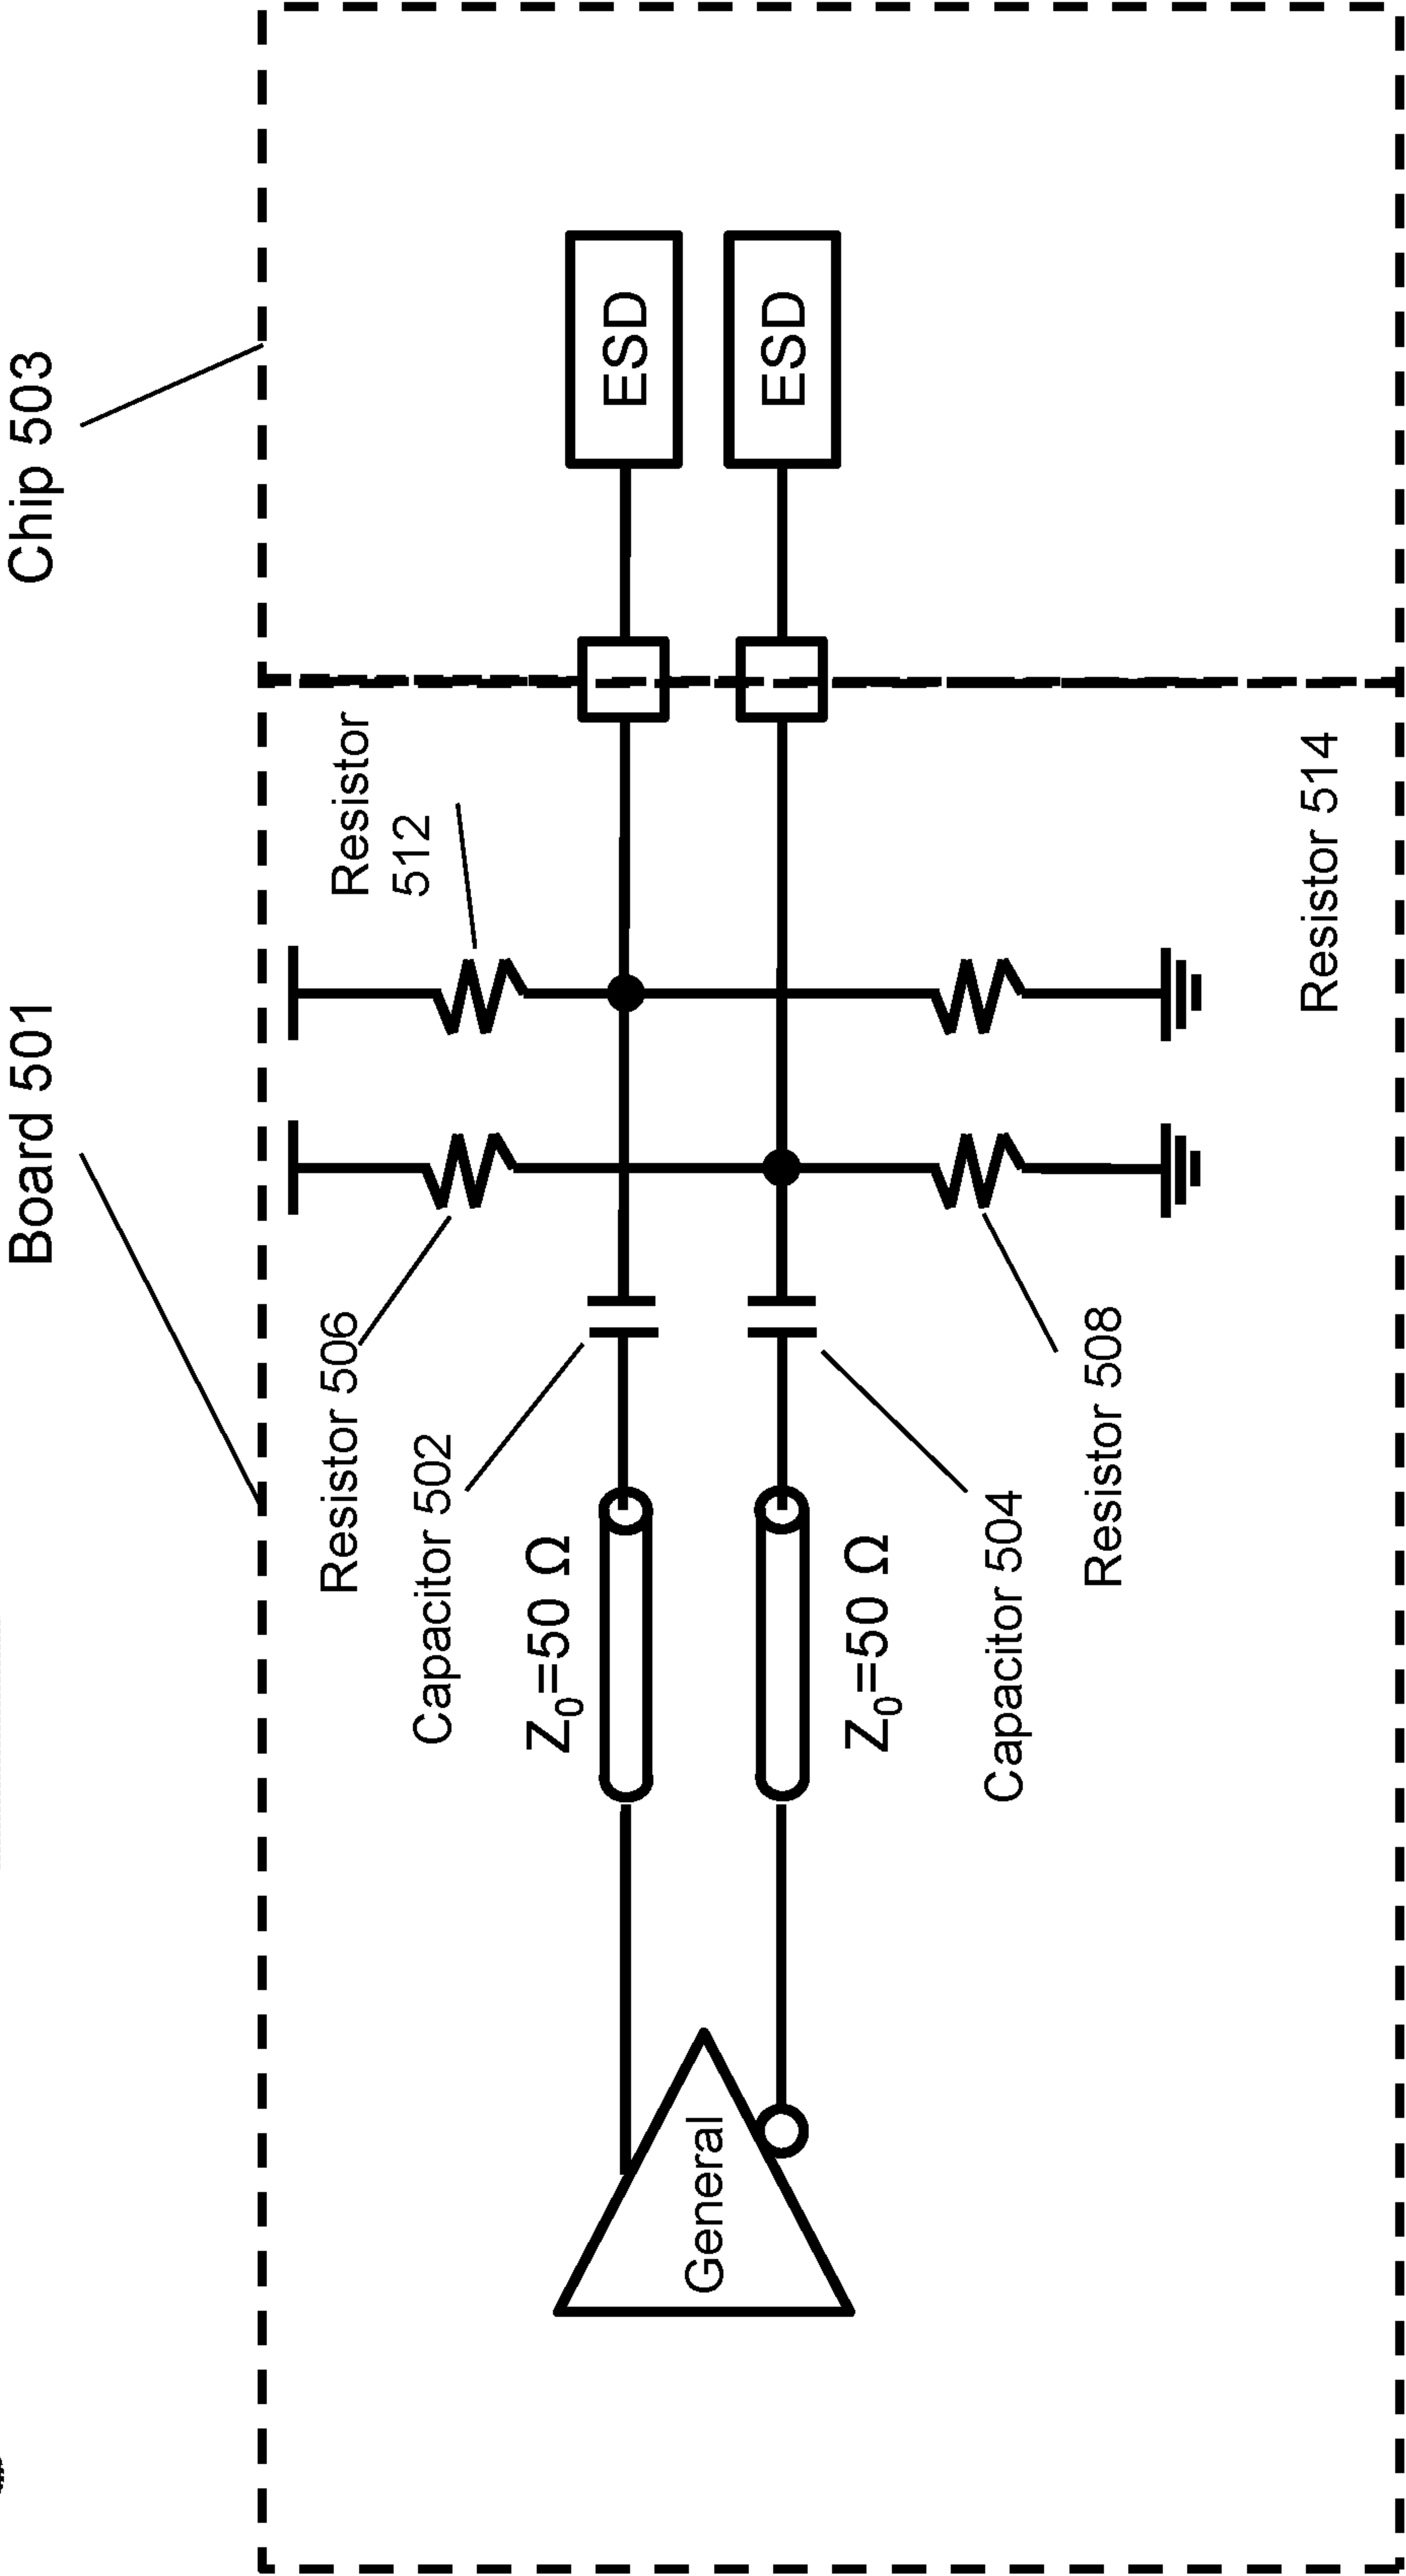 Board 501
Chip 503
Resistor 506
Resistor
512
Capacitor 502
Z₀=50 Ω
ESD
General
ESD
Z₀=50 Ω
Capacitor 504
Resistor 508
Resistor 514